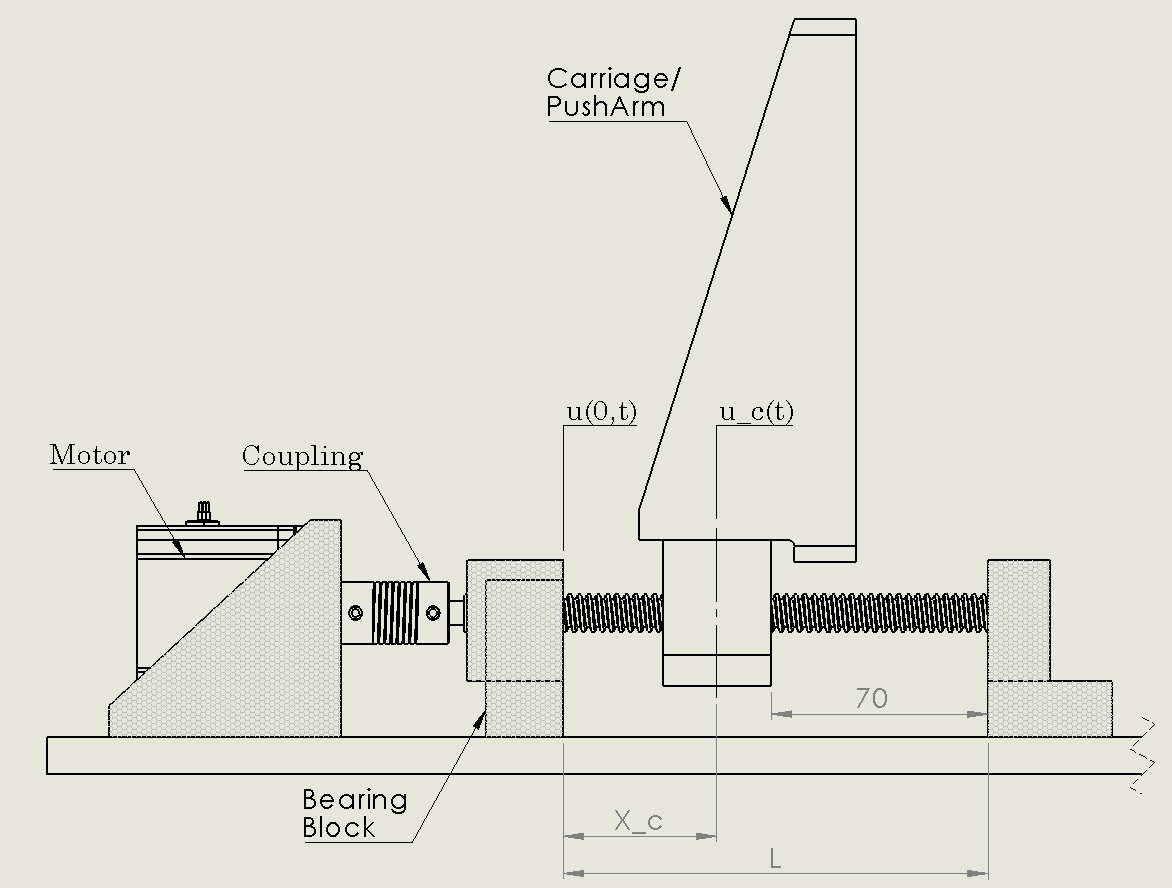 Carriage/
PushArm
u(0,t)
u_c(t)
Motor
Coupling
70
Bearing
Block
X_c
L